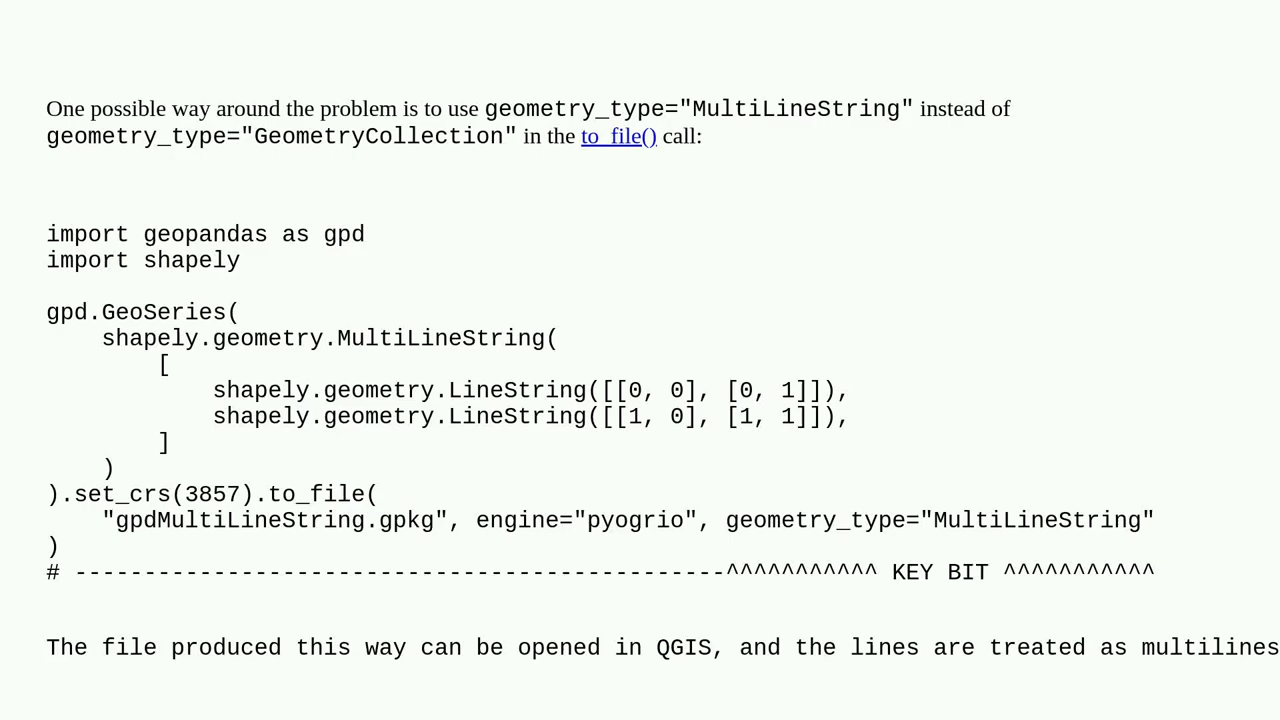 One possible way around the problem is to use geometry_type="MultiLineString" instead of
geometry_type="GeometryCollection" in the to_file() call:
import geopandas as gpd
import shapely
gpd.GeoSeries(
    shapely.geometry.MultiLineString(
        [
            shapely.geometry.LineString([[0, 0], [0, 1]]),
            shapely.geometry.LineString([[1, 0], [1, 1]]),
        ]
    )
).set_crs(3857).to_file(
    "gpdMultiLineString.gpkg", engine="pyogrio", geometry_type="MultiLineString"
)
# -----------------------------------------------^^^^^^^^^^^ KEY BIT ^^^^^^^^^^^
The file produced this way can be opened in QGIS, and the lines are treated as multilines